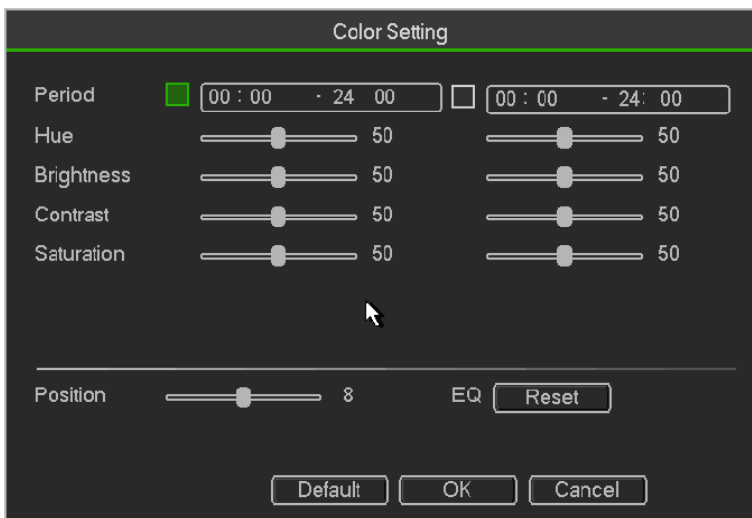 Color Setting
Period 00 : 00 - 24 00 00 : 00 - 24: 00
Hue 50 50
Brightness 50 50
Contrast 50 50
Saturation 50 50
Position 8 EQ Reset
Default OK Cancel